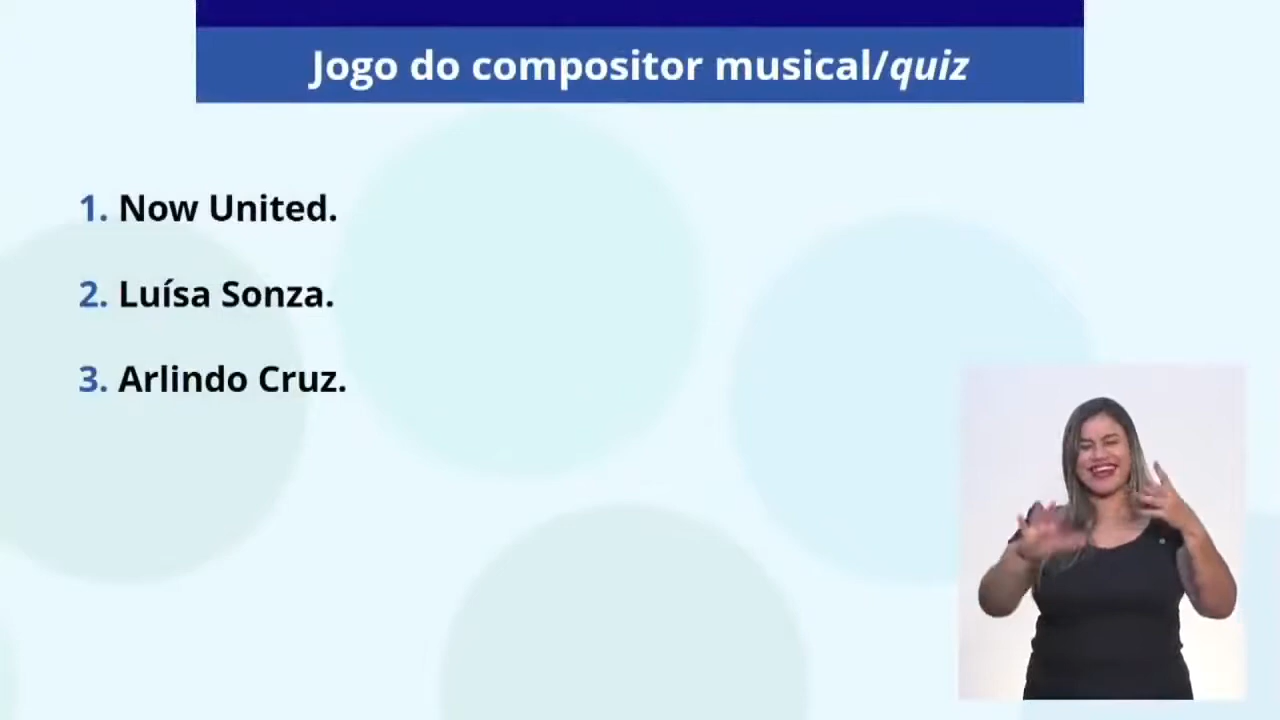 Jogo do compositor musical/quiz
1. Now United.
2. Luísa Sonza.
3. Arlindo Cruz.